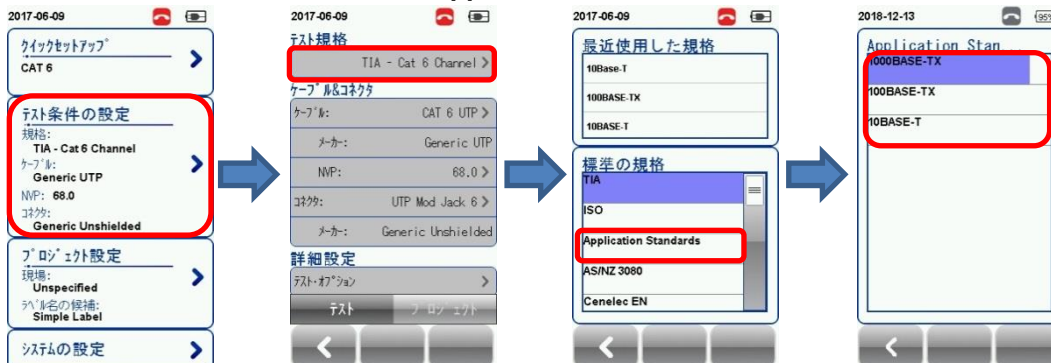 2017-06-09
クイックセットアップ
CAT 6
テスト条件の設定
規格:
TIA - Cat 6 Channel
ケーブル:
Generic UTP
NVP: 68.0
コネクタ:
Generic Unshielded
プロジェクト設定
現場:
Unspecified
ラベル名の候補:
Simple Label
システムの設定
2017-06-09
テスト規格
TIA - Cat 6 Channel
ケーブル&コネクタ
ケーブル: CAT 6 UTP
メーカー: Generic UTP
NVP: 68.0
コネクタ: UTP Mod Jack 6
メーカー: Generic Unshielded
詳細設定
テスト・オプション
テスト プロジェクト
2017-06-09
最近使用した規格
10Base-T
100BASE-TX
10BASE-T
標準の規格
TIA
ISO
Application Standards
AS/NZ 3080
Cenelec EN
2018-12-13
95%
Application Stan...
1000BASE-TX
100BASE-TX
10BASE-T